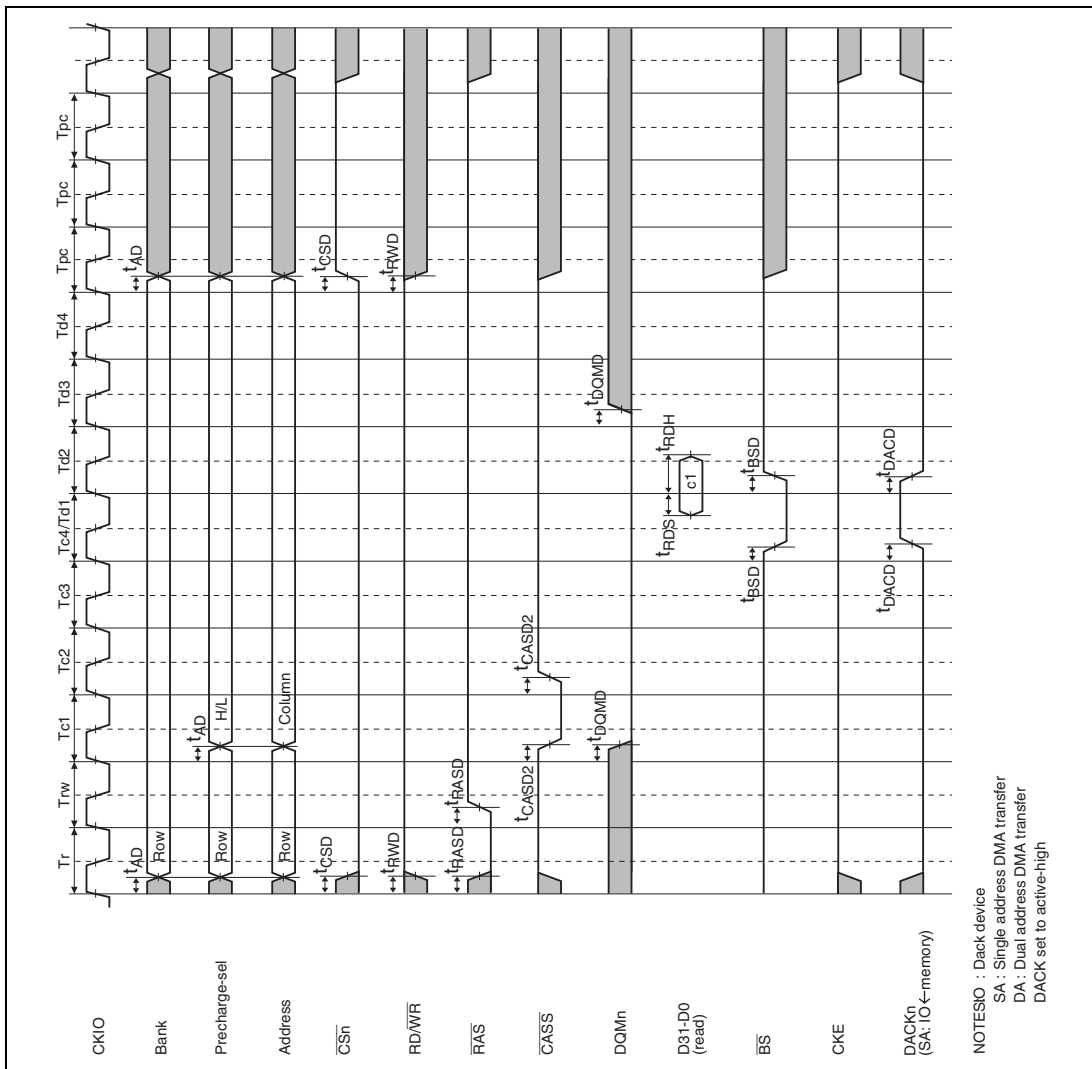 Tr Trw Tc1 Tc2 Tc3 Tc4/Td1 Td2 Td3 Td4 Tpc Tpc Tpc
CKIO
tAD tAD
Bank Row
tAD
Precharge-sel Row H/L
Address Row Column
tCSD tCSD
CSn
tRWD tRWD
RD/WR
tRASD tRASD
RAS
tCASD2 tCASD2
CASS
tDQMD tDQMD
DQMn
tRDS tRDH
D31-D0
(read)
c1
tBSD tBSD
BS
CKE
tDACD tDACD
DACKn
(SA: IO←memory)
NOTESIO : Dack device
SA : Single address DMA transfer
DA : Dual address DMA transfer
DACK set to active-high